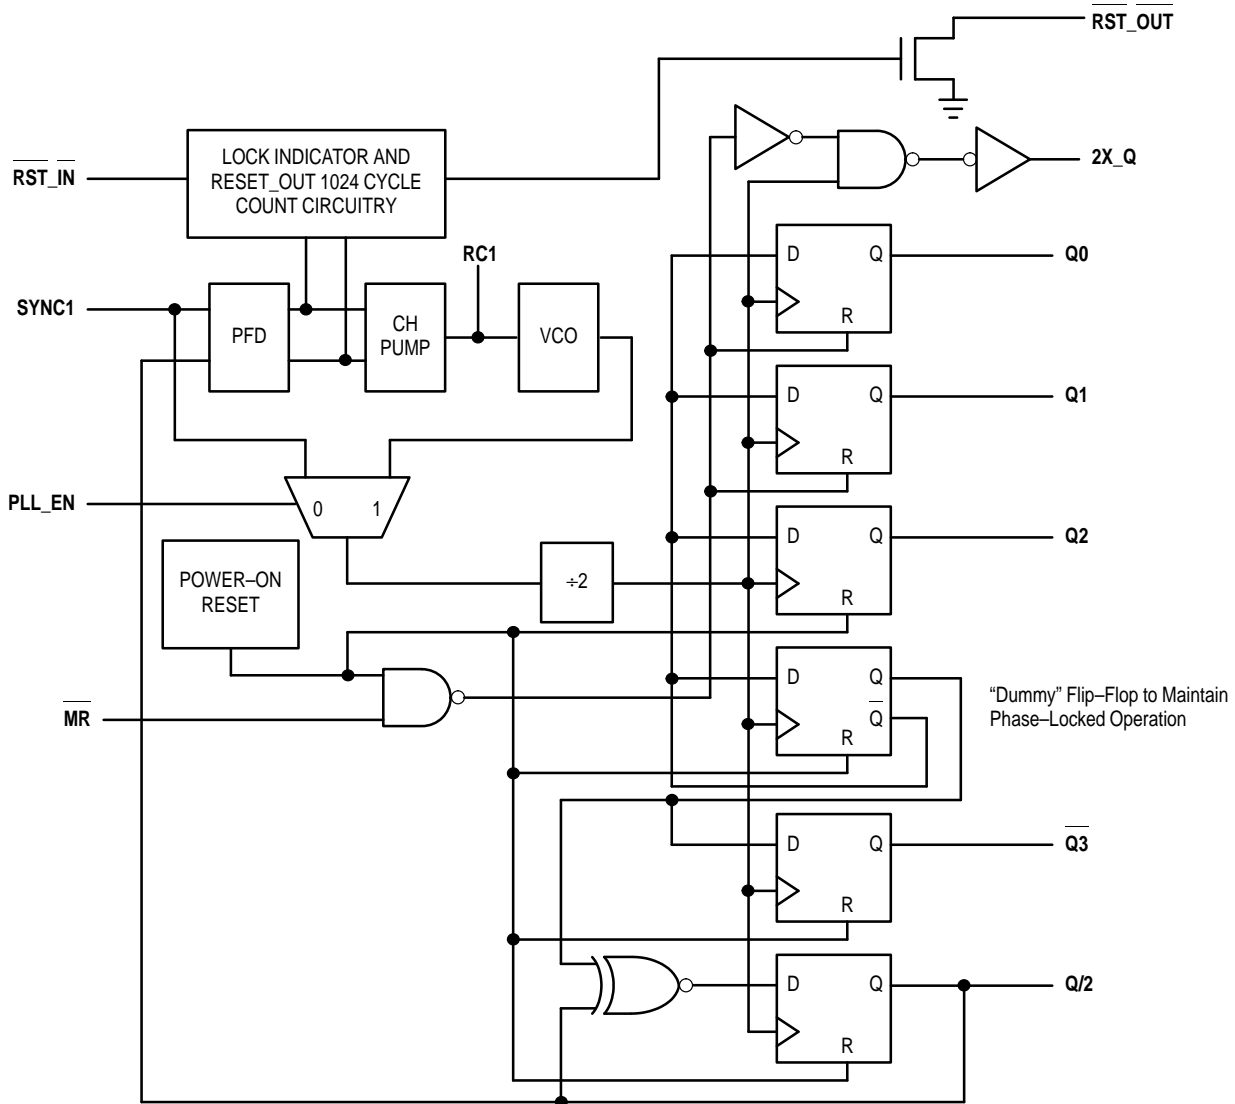 RST_OUT
LOCK INDICATOR AND
RESET_OUT 1024 CYCLE
COUNT CIRCUITRY
RST_IN
2X_Q
D Q
R
Q0
RC1
SYNC1
PFD
CH
PUMP
VCO
D Q
R
Q1
PLL_EN
0 1
D Q
R
Q2
POWER–ON
RESET
÷2
D Q
Q
R
“Dummy” Flip–Flop to Maintain
Phase–Locked Operation
MR
D Q
R
Q3
D Q
R
Q/2